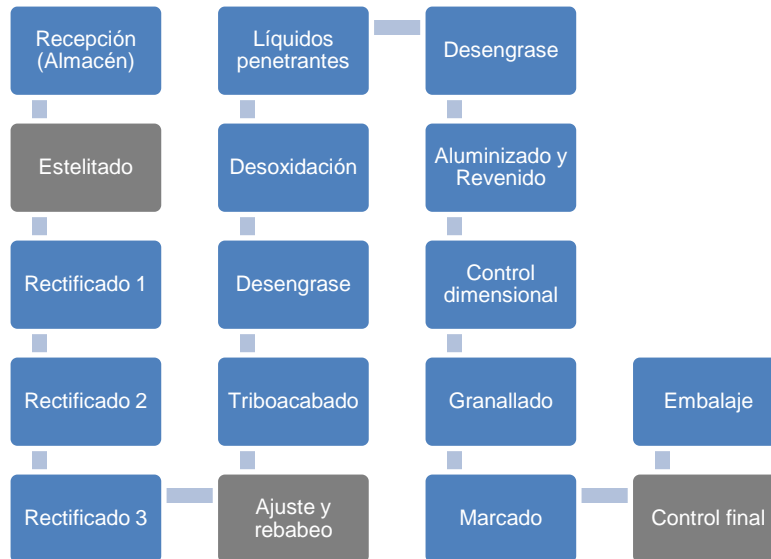 Recepción
(Almacén)
Estelitado
Rectificado 1
Rectificado 2
Rectificado 3
Ajuste y
rebabeo
Triboacabado
Desengrase
Desoxidación
Líquidos
penetrantes
Desengrase
Aluminizado y
Revenido
Control
dimensional
Granallado
Marcado
Control final
Embalaje